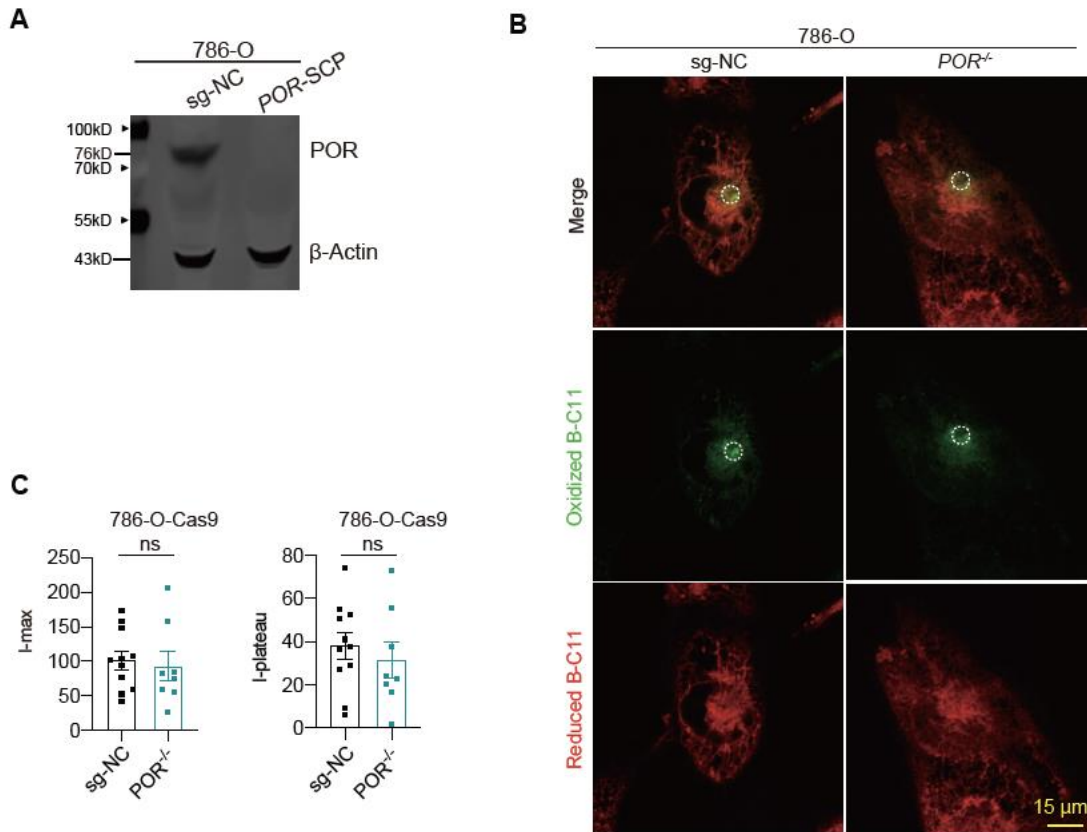 A
786-O
sg-NC
POR-SCP
100kD
76kD
70kD
55kD
43kD
POR
β-Actin
B
786-O
sg-NC
POR-/-
Merge
Oxidized B-C11
Reduced B-C11
15 μm
C
786-O-Cas9
ns
I-max
250
200
150
100
50
0
sg-NC
POR-/-
786-O-Cas9
ns
I-plateau
80
60
40
20
0
sg-NC
POR-/-